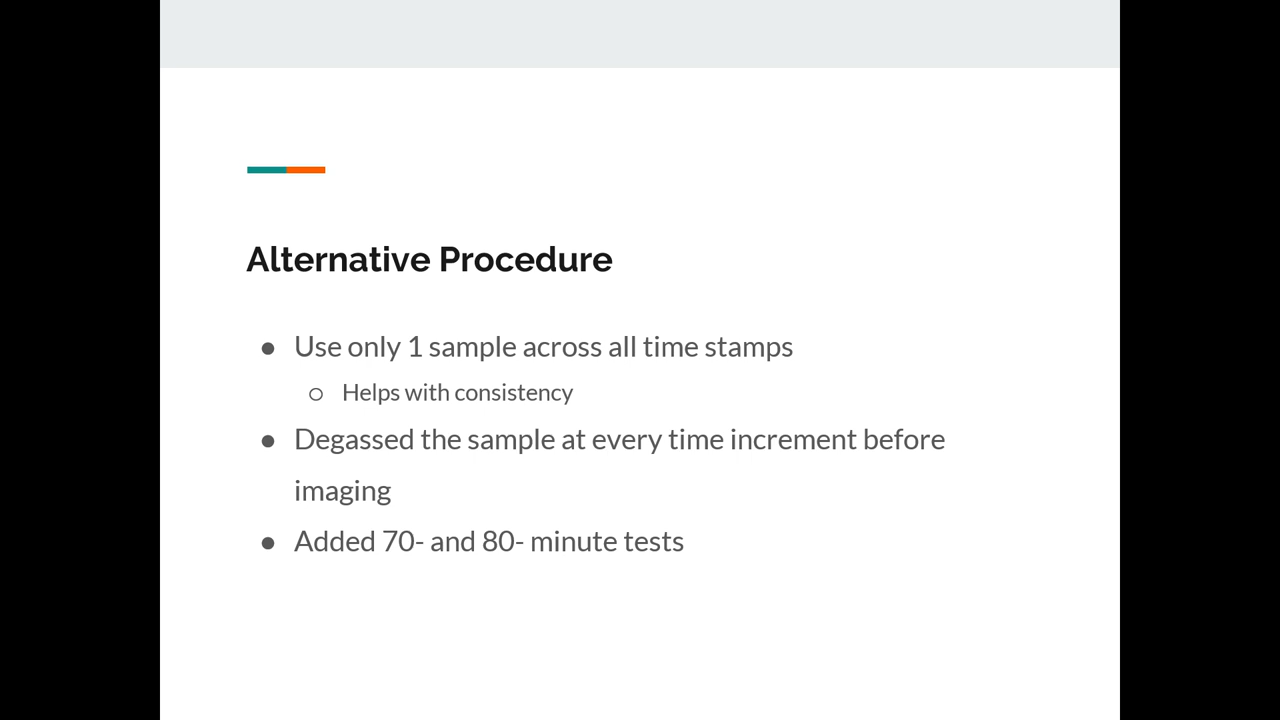 Alternative Procedure
● Use only 1 sample across all time stamps
○ Helps with consistency
● Degassed the sample at every time increment before
imaging
● Added 70- and 80- minute tests